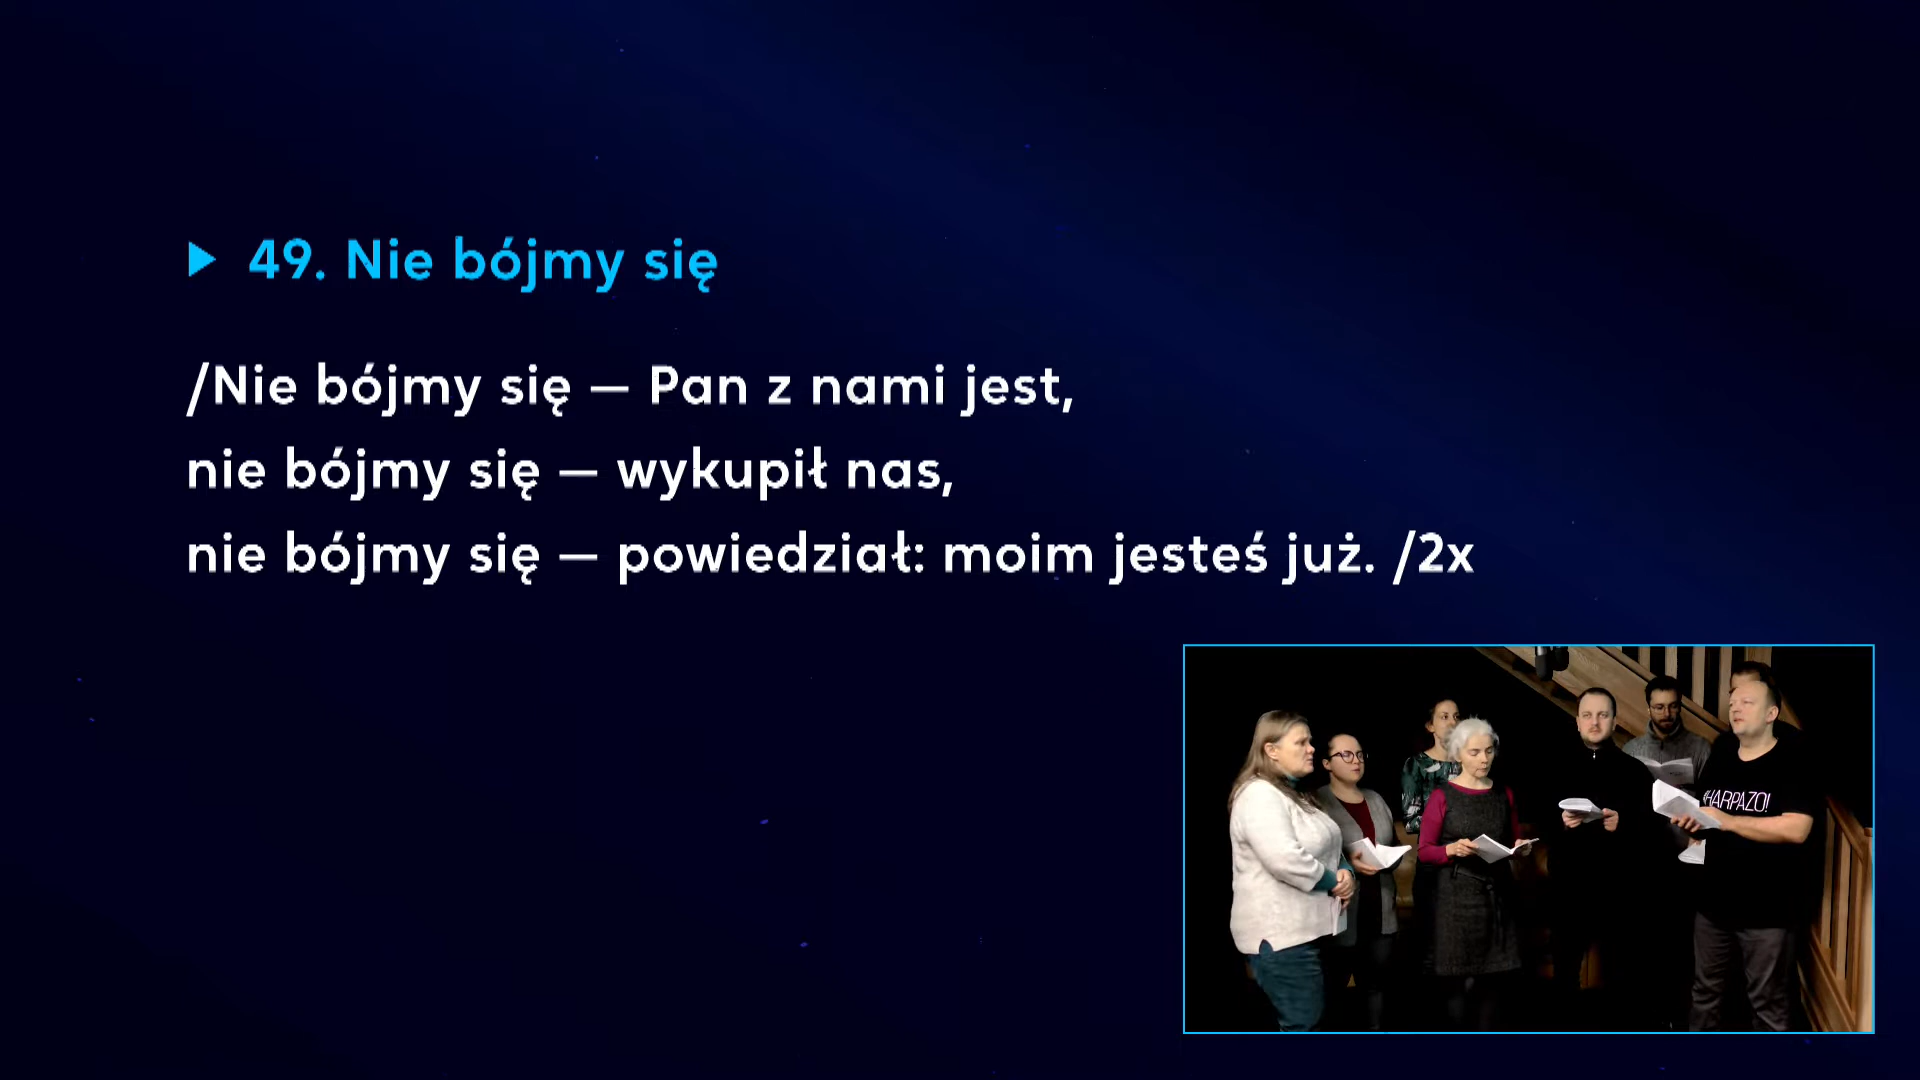 49. Nie bójmy się
/Nie bójmy się — Pan z nami jest,
nie bójmy się — wykupił nas,
nie bójmy się — powiedział: moim jesteś już. /2x
#HARPAZO!